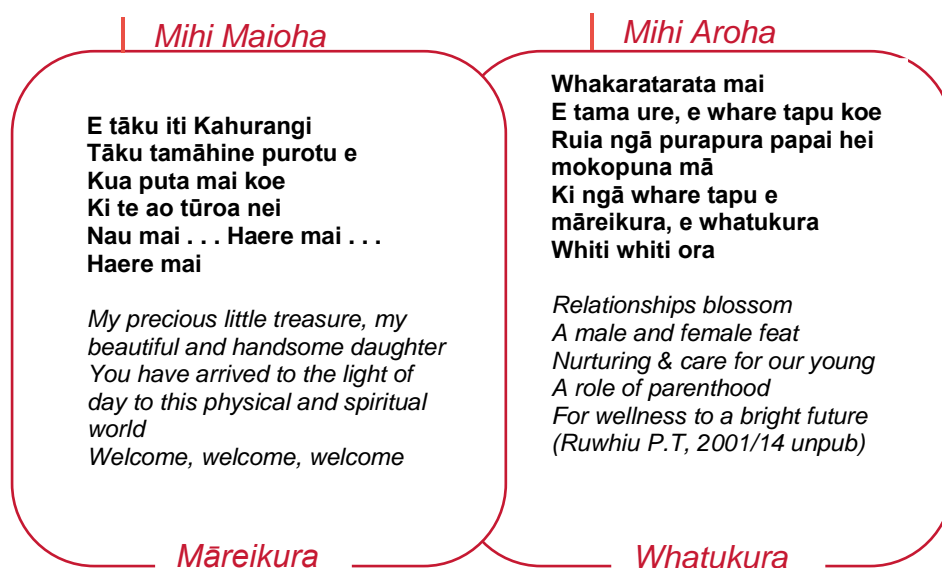 Mihi Maioha
E tāku iti Kahurangi
Tāku tamāhine purotu e
Kua puta mai koe
Ki te ao tūroa nei
Nau mai . . . Haere mai . . .
Haere mai
My precious little treasure, my
beautiful and handsome daughter
You have arrived to the light of
day to this physical and spiritual
world
Welcome, welcome, welcome
Māreikura
Mihi Aroha
Whakaratarata mai
E tama ure, e whare tapu koe
Ruia ngā purapura papai hei
mokopuna mā
Ki ngā whare tapu e
māreikura, e whatukura
Whiti whiti ora
Relationships blossom
A male and female feat
Nurturing & care for our young
A role of parenthood
For wellness to a bright future
(Ruwhiu P.T, 2001/14 unpub)
Whatukura